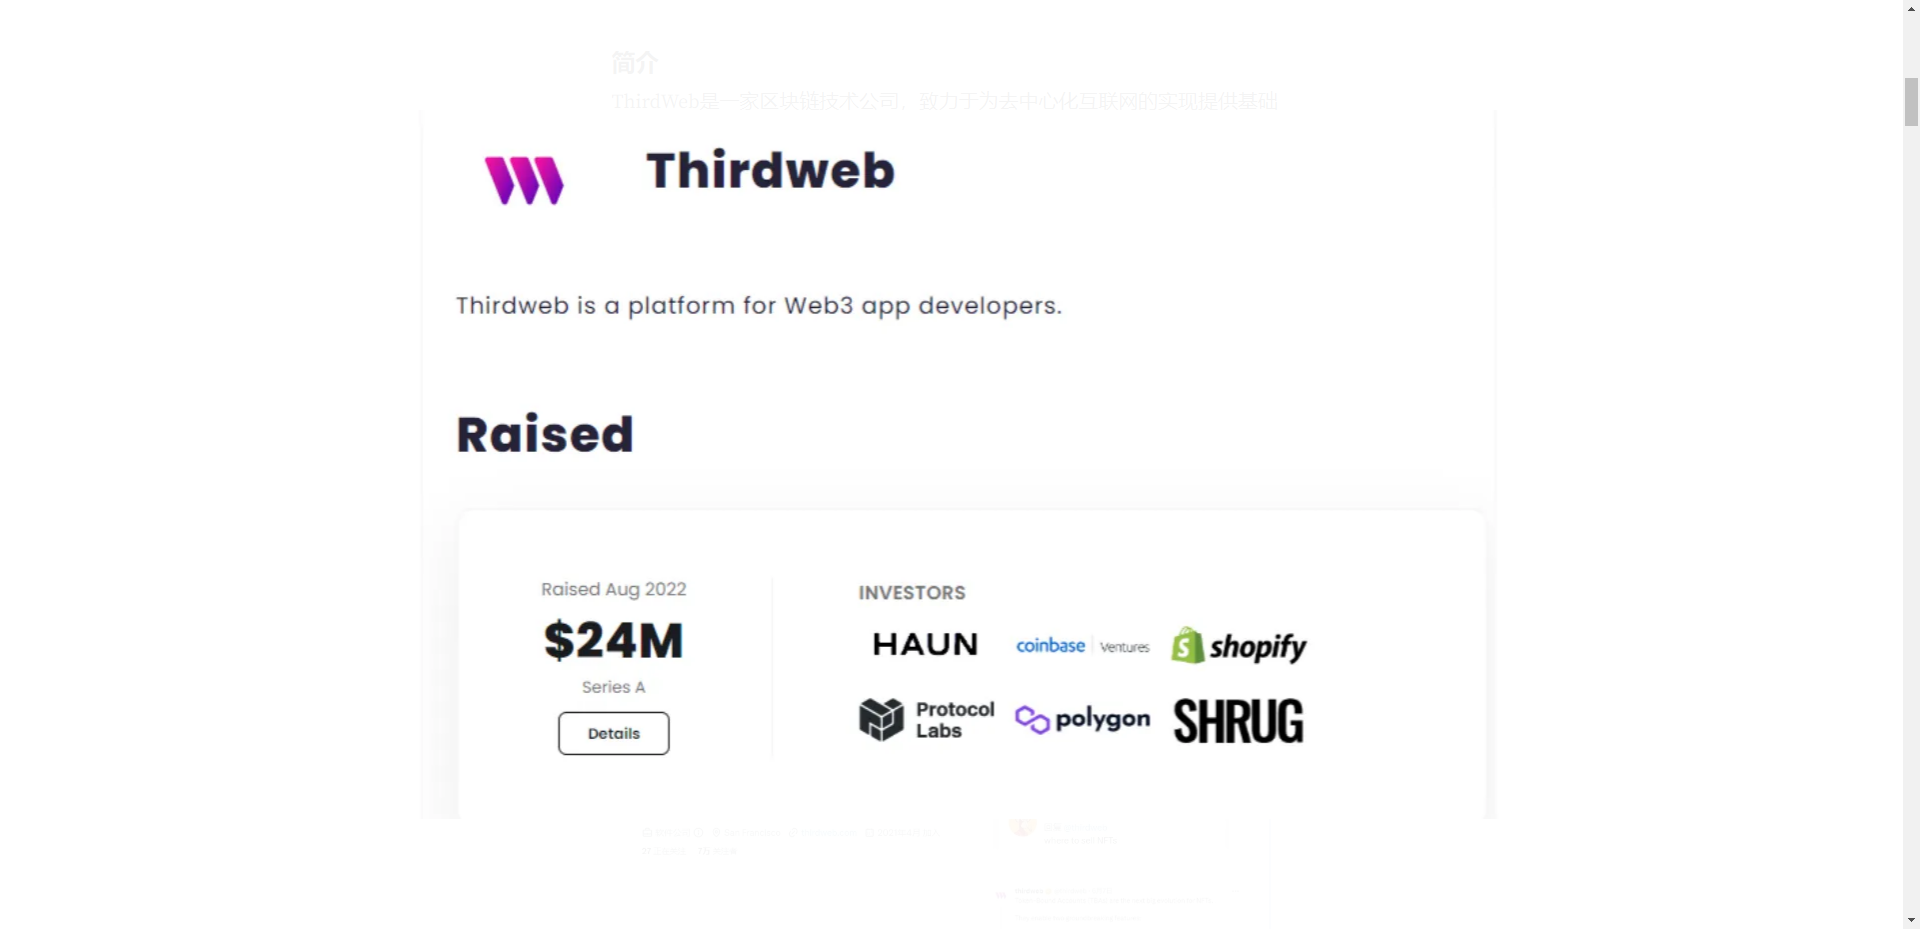 简介
ThirdWeb是一家区块链技术公司，致力于为去中心化互联网的实现提供基础
Thirdweb
Thirdweb is a platform for Web3 app developers.
Raised
Raised Aug 2022
$24M
Series A
Details
INVESTORS
HAUN
coinbase Ventures
shopify
Protocol Labs
polygon
SHRUG